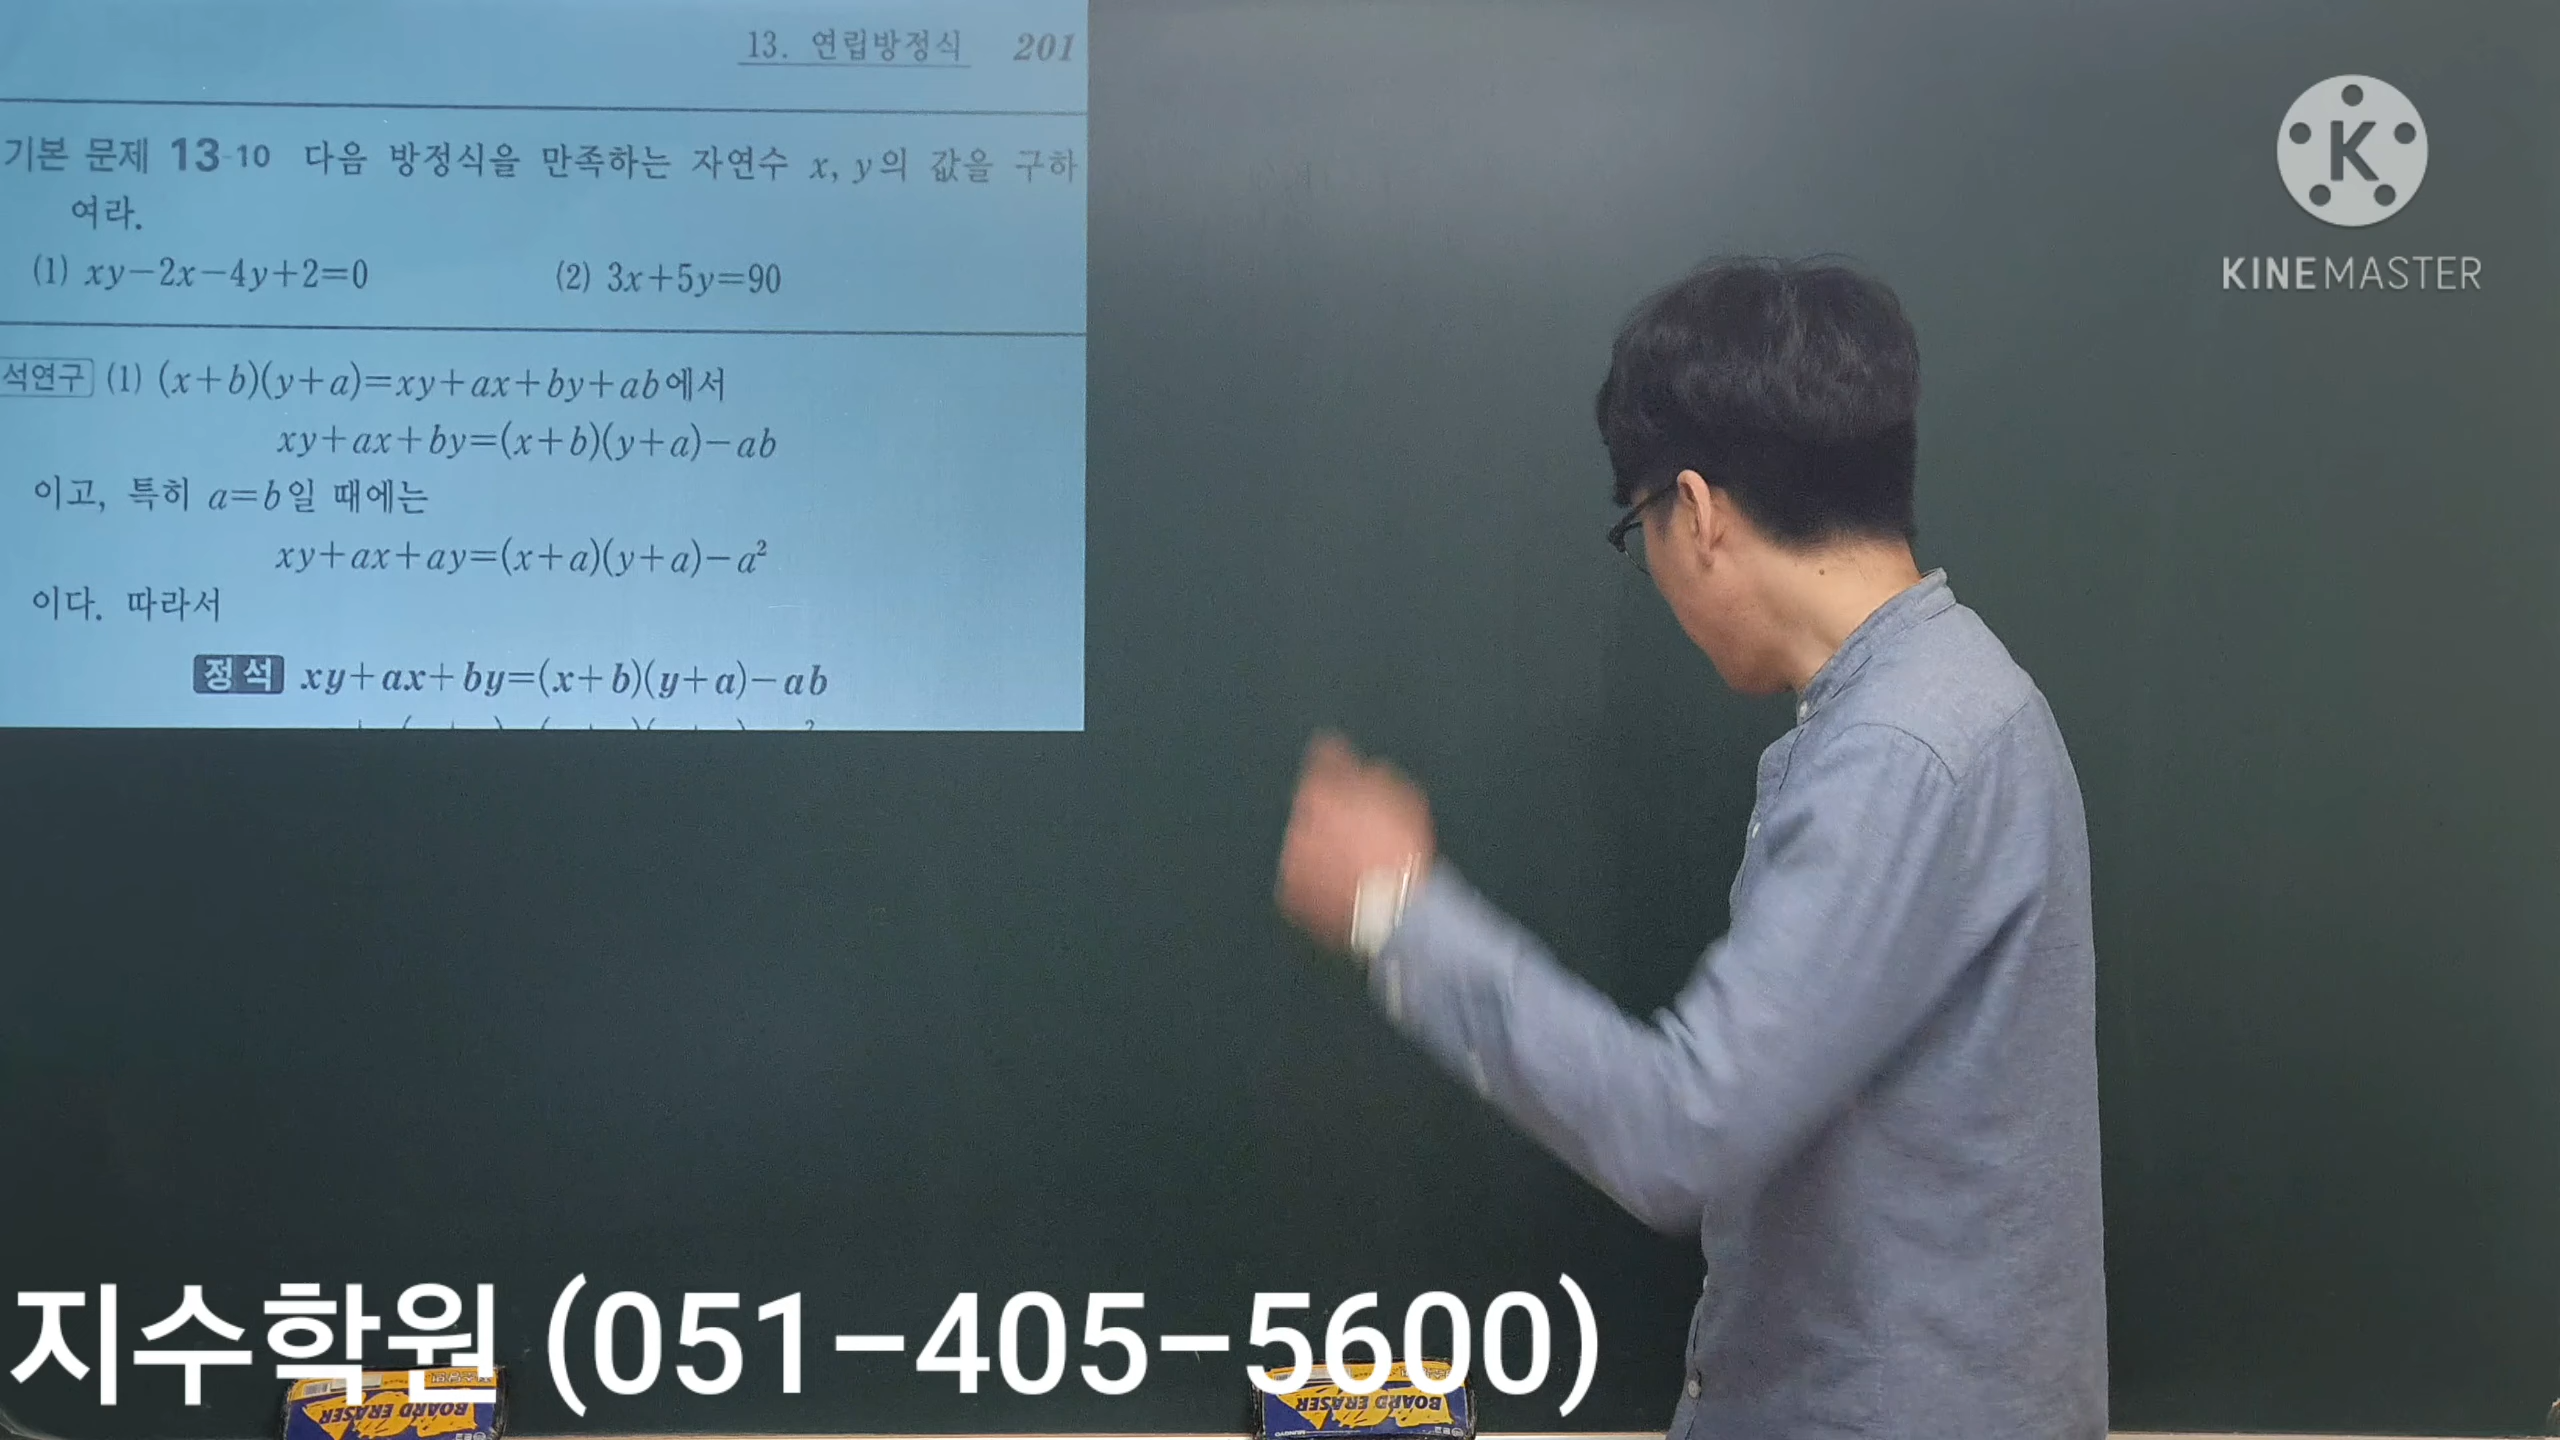 13. 연립방정식 201
기본 문제 13-10 다음 방정식을 만족하는 자연수 x, y의 값을 구하
여라.
(1) xy−2x−4y+2=0 (2) 3x+5y=90
석연구 (1) (x+b)(y+a)=xy+ax+by+ab에서
xy+ax+by=(x+b)(y+a)−ab
이고, 특히 a=b일 때에는
xy+ax+ay=(x+a)(y+a)−a²
이다. 따라서
정석 xy+ax+by=(x+b)(y+a)−ab
K
KINEMASTER
지수학원 (051-405-5600)
BOARD ERASER
BOARD ERASER